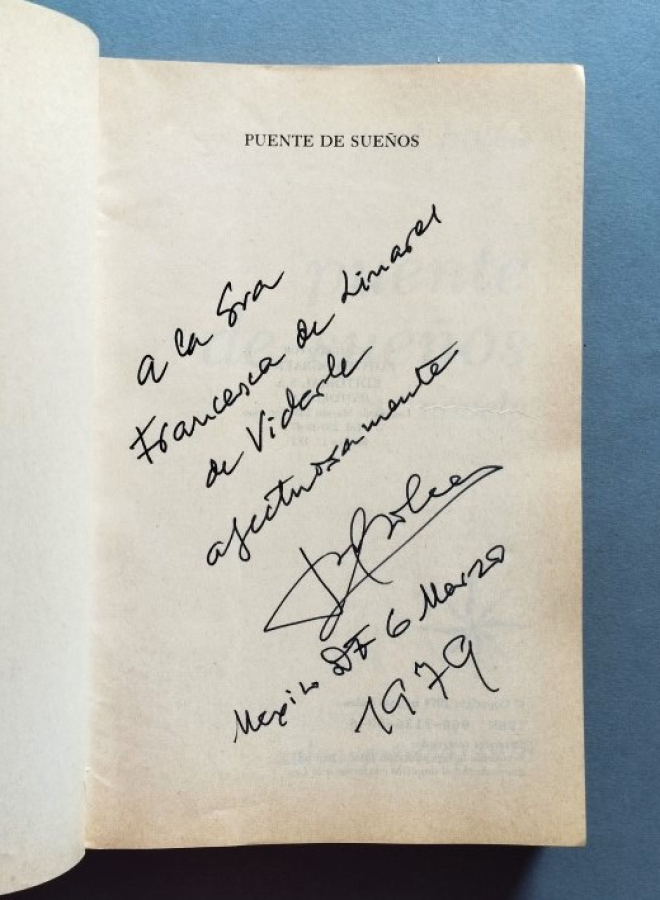 PUENTE DE SUEÑOS
a la Sra
Francesca de Linares
de Vidarte
afectuosamente
Mexico DF 6 Marzo
1979